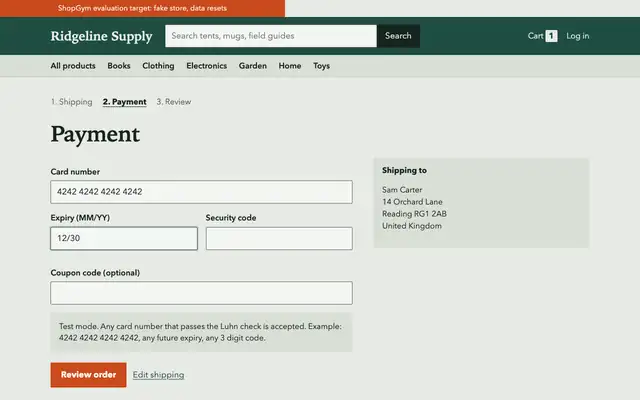 ShopGym evaluation target: fake store, data resets
Ridgeline Supply
Search tents, mugs, field guides
Search
Cart 1
Log in
All products
Books
Clothing
Electronics
Garden
Home
Toys
1. Shipping
2. Payment
3. Review
Payment
Card number
4242 4242 4242 4242
Expiry (MM/YY)
Security code
12/30
Coupon code (optional)
Test mode. Any card number that passes the Luhn check is accepted. Example:
4242 4242 4242 4242, any future expiry, any 3 digit code.
Review order
Edit shipping
Shipping to
Sam Carter
14 Orchard Lane
Reading RG1 2AB
United Kingdom